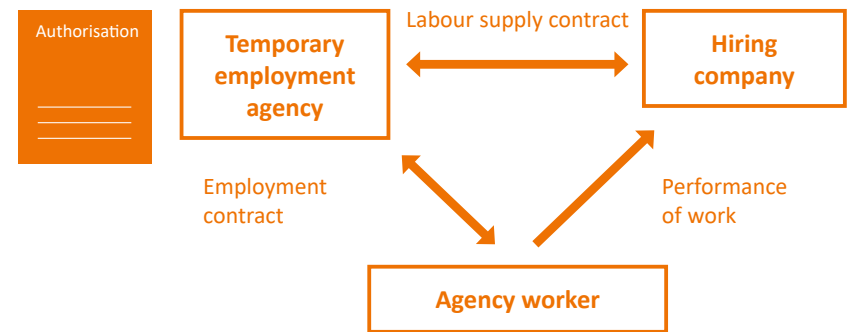 Authorisation
Temporary
employment
agency
Labour supply contract
Hiring
company
Employment
contract
Performance
of work
Agency worker